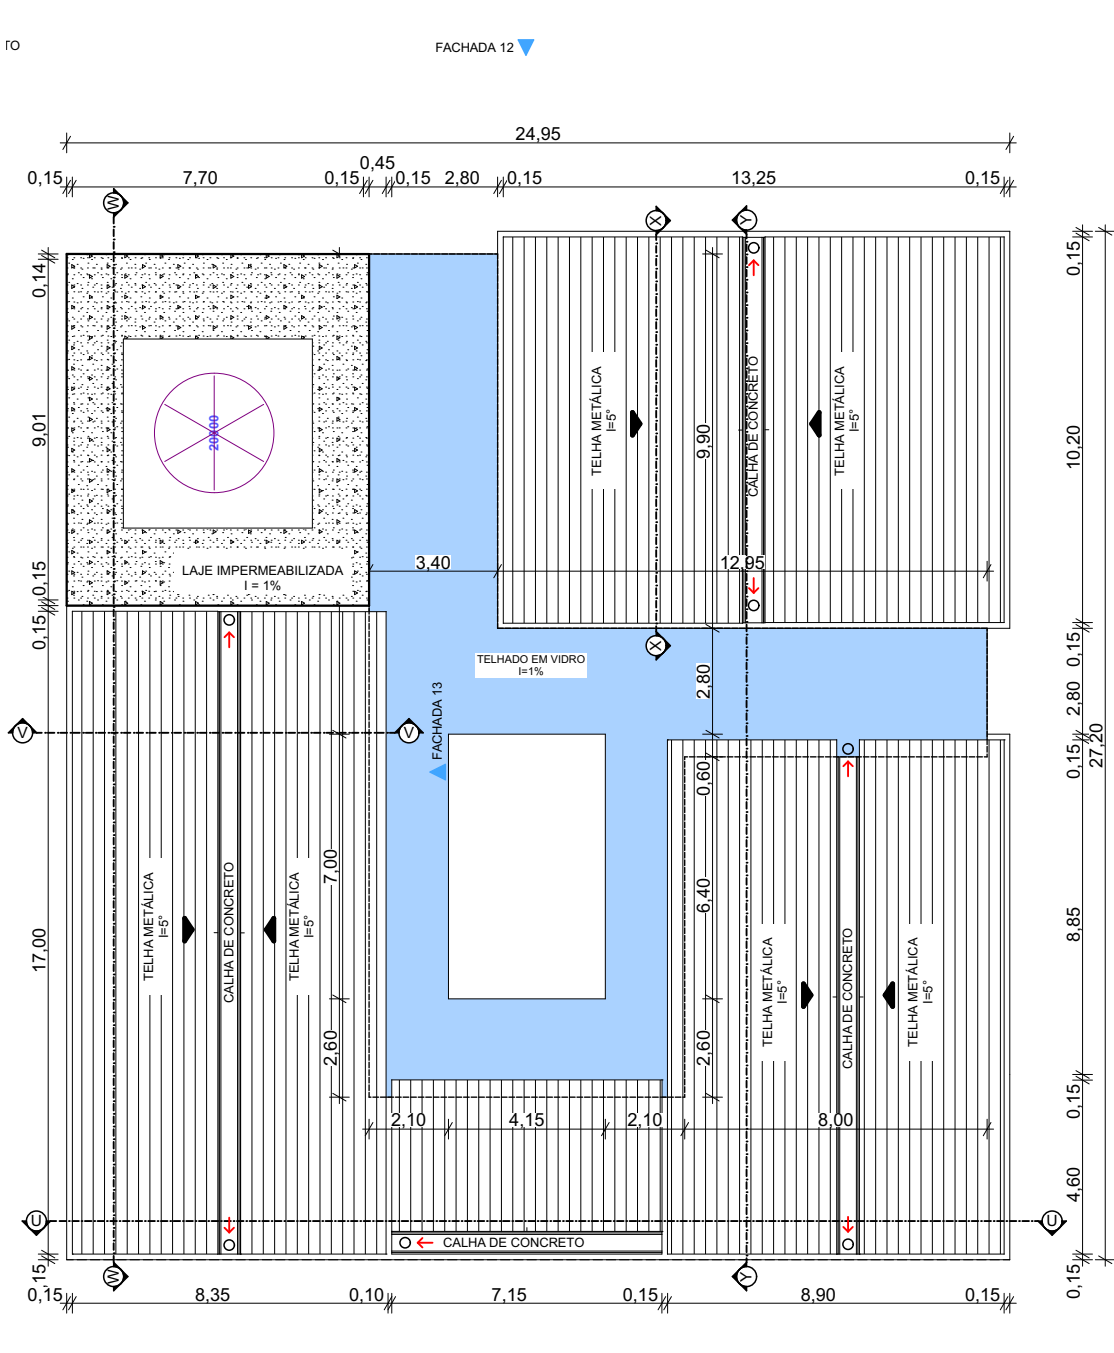 TO
FACHADA 12
24,95
0,45
0,15
7,70
0,15
0,15
2,80
0,15
13,25
0,15
W
X
Y
0,14
9,01
0,15
0,15
17,00
0,15
20000
LAJE IMPERMEABILIZADA
I = 1%
3,40
TELHA METÁLICA
I=5°
CALHA DE CONCRETO
TELHA METÁLICA
I=5°
9,90
12,95
X
TELHADO EM VIDRO
I=1%
FACHADA 13
2,80
0,60
6,40
2,60
V
V
7,00
2,60
TELHA METÁLICA
I=5°
CALHA DE CONCRETO
TELHA METÁLICA
I=5°
TELHA METÁLICA
I=5°
CALHA DE CONCRETO
TELHA METÁLICA
I=5°
2,10
4,15
2,10
8,00
CALHA DE CONCRETO
U
U
W
Y
0,15
10,20
0,15
2,80
0,15
27,20
8,85
0,15
4,60
0,15
0,15
8,35
0,10
7,15
0,15
8,90
0,15